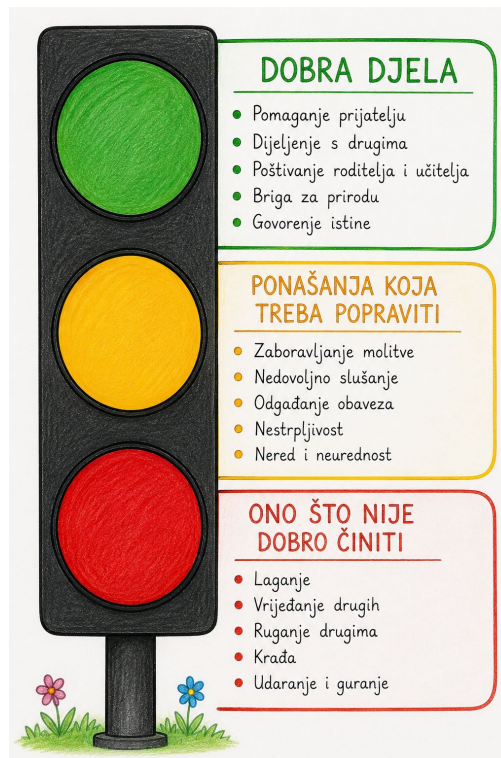 DOBRA DJELA
Pomaganje prijatelju
Dijeljenje s drugima
Poštivanje roditelja i učitelja
Briga za prirodu
Govorenje istine
PONAŠANJA KOJA
TREBA POPRAVITI
Zaboravljanje molitve
Nedovoljno slušanje
Odgađanje obaveza
Nestrpljivost
Nered i neurednost
ONO ŠTO NIJE
DOBRO ČINITI
Laganje
Vrijeđanje drugih
Ruganje drugima
Krađa
Udaranje i guranje